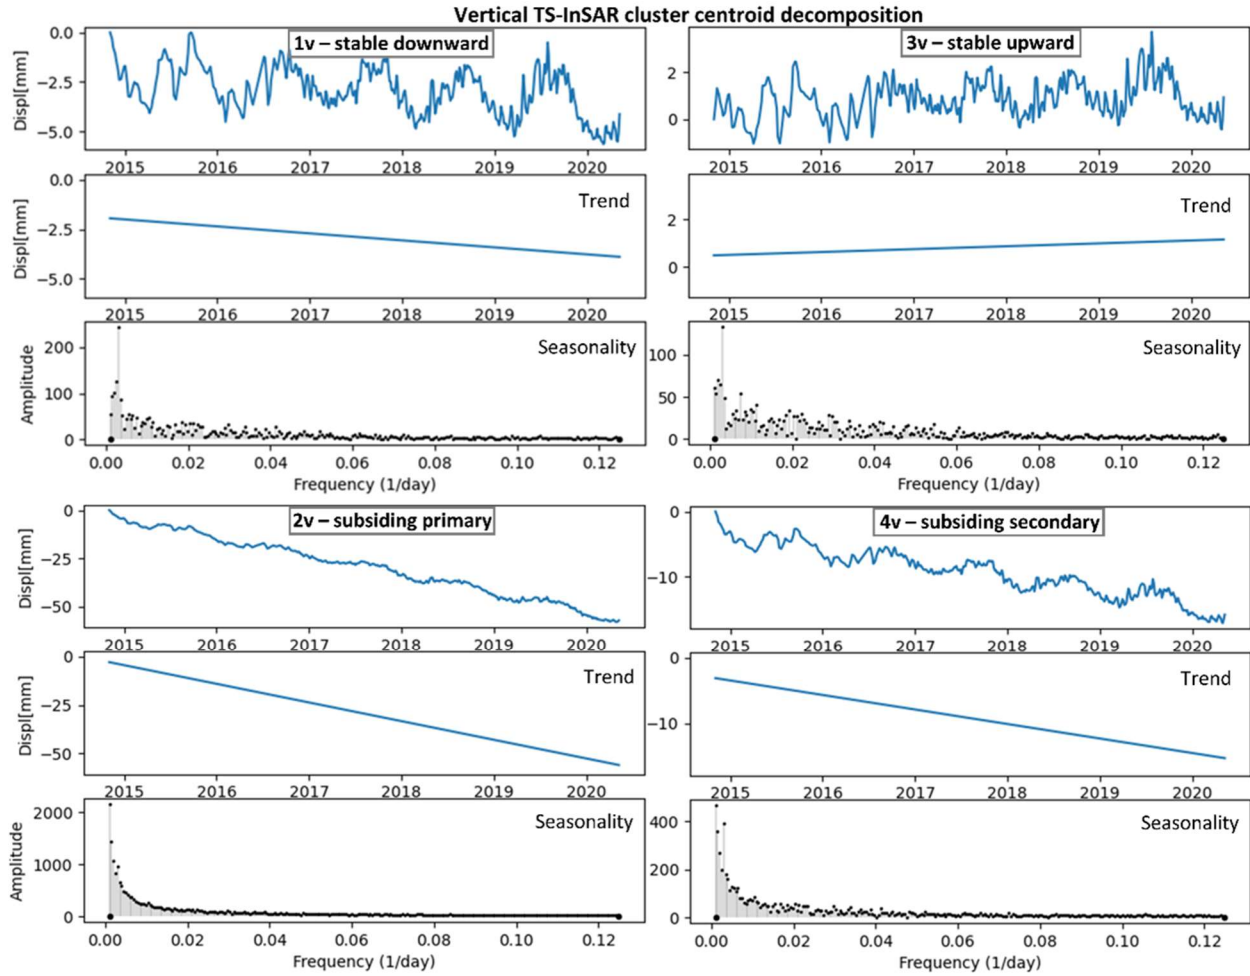 Vertical TS-InSAR cluster centroid decomposition
1v – stable downward
0.0
−2.5
−5.0
Displ[mm]
2015 2016 2017 2018 2019 2020
Trend
0.0
−2.5
−5.0
Displ[mm]
2015 2016 2017 2018 2019 2020
Seasonality
200
100
0
Amplitude
0.00 0.02 0.04 0.06 0.08 0.10 0.12
Frequency (1/day)
3v – stable upward
2
0
2015 2016 2017 2018 2019 2020
Trend
2
0
2015 2016 2017 2018 2019 2020
Seasonality
100
50
0
0.00 0.02 0.04 0.06 0.08 0.10 0.12
Frequency (1/day)
2v – subsiding primary
0
−25
−50
Displ[mm]
2015 2016 2017 2018 2019 2020
Trend
0
−25
−50
Displ[mm]
2015 2016 2017 2018 2019 2020
Seasonality
2000
1000
0
Amplitude
0.00 0.02 0.04 0.06 0.08 0.10 0.12
Frequency (1/day)
4v – subsiding secondary
0
−10
2015 2016 2017 2018 2019 2020
Trend
0
−10
2015 2016 2017 2018 2019 2020
Seasonality
400
200
0
0.00 0.02 0.04 0.06 0.08 0.10 0.12
Frequency (1/day)